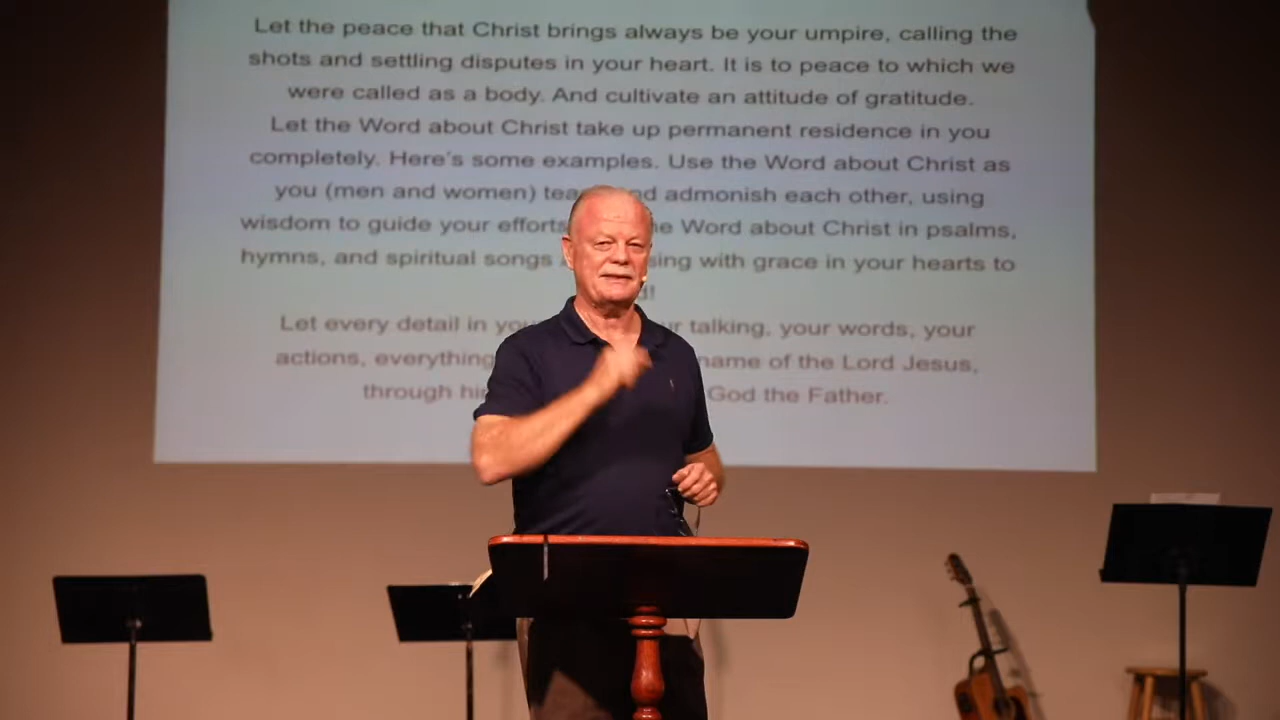 Let the peace that Christ brings always be your umpire, calling the
shots and settling disputes in your heart. It is to peace to which we
were called as a body. And cultivate an attitude of gratitude.
Let the Word about Christ take up permanent residence in you
completely. Here's some examples. Use the Word about Christ as
you (men and women) admonish each other, using
wisdom to guide your efforts Word about Christ in psalms,
hymns, and spiritual songs sing with grace in your hearts to
Let every detail in talking, your words, your
actions, everything name of the Lord Jesus,
through God the Father.